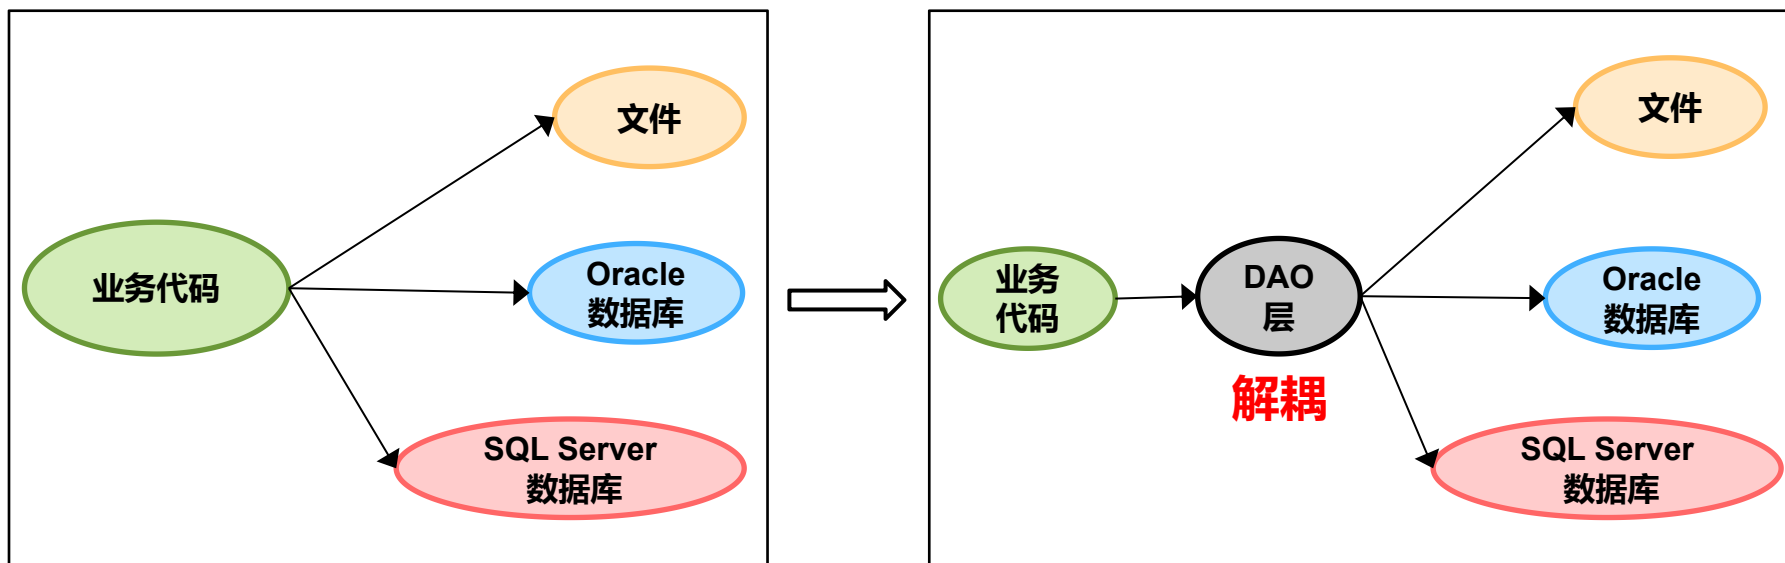 文件
业务代码
Oracle
数据库
SQL Server
数据库
业务
代码
DAO
层
解耦
文件
Oracle
数据库
SQL Server
数据库